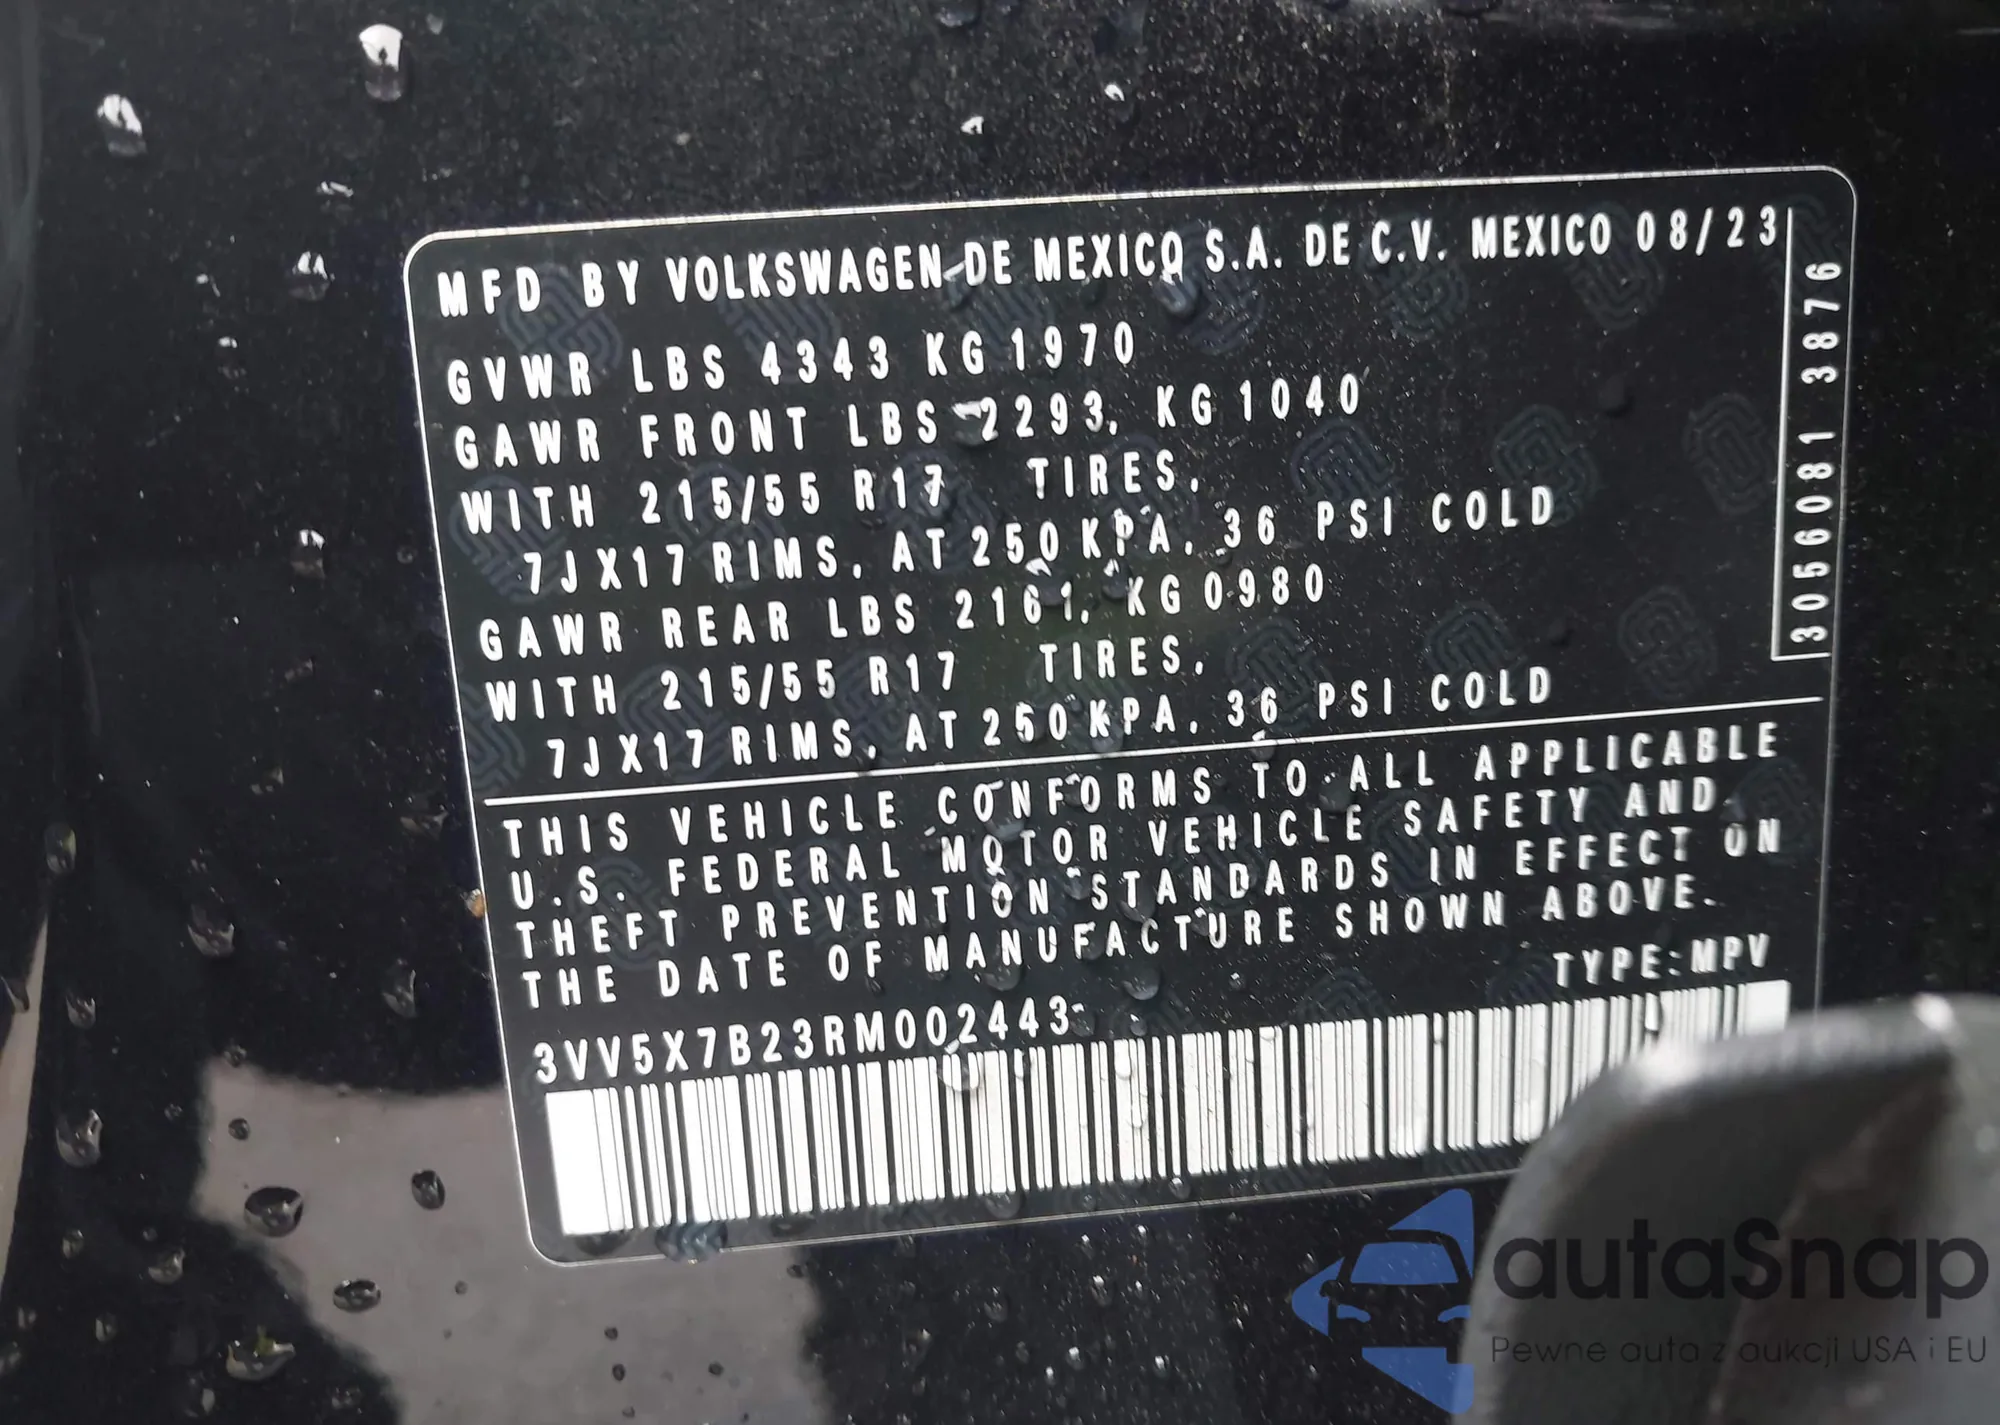 MFD BY VOLKSWAGEN DE MEXICO S.A. DE C.V. MEXICO 08/23
GVWR LBS 4343 KG 1970
GAWR FRONT LBS 2293, KG 1040
WITH 215/55 R17 TIRES,
7JX17 RIMS, AT 250 KPA, 36 PSI COLD
GAWR REAR LBS 2161, KG 0980
WITH 215/55 R17 TIRES,
7JX17 RIMS, AT 250 KPA, 36 PSI COLD
3056081 3876
THIS VEHICLE CONFORMS TO ALL APPLICABLE
U.S. FEDERAL MOTOR VEHICLE SAFETY AND
THEFT PREVENTION STANDARDS IN EFFECT ON
THE DATE OF MANUFACTURE SHOWN ABOVE.
TYPE:MPV
3VV5X7B23RM002443
autaSnap
Pewne auta z aukcji USA i EU